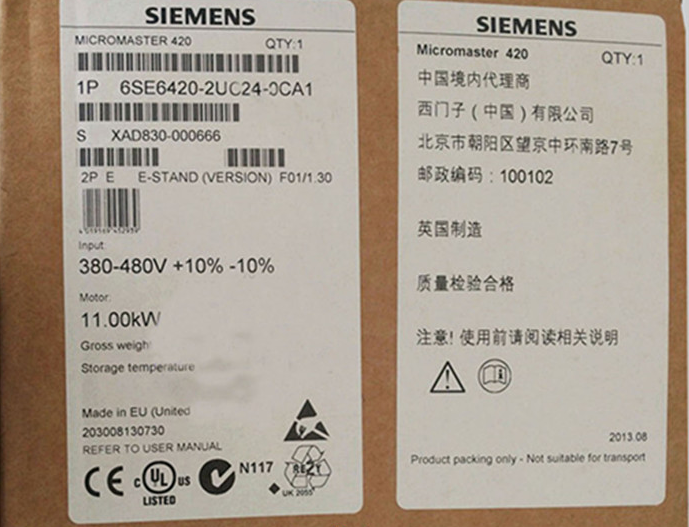 SIEMENS
MICROMASTER 420 QTY:1
1P 6SE6420-2UC24-0CA1
S XAD830-000666
2P E E-STAND (VERSION) F01/1.30
Input:
380-480V +10% -10%
Motor:
11.00kW
Gross weigh
Storage temperature
Made in EU (United
203008130730
REFER TO USER MANUAL
CE C UL US LISTED N117 RE2Y UK 2055
SIEMENS
Micromaster 420 QTY:1
中国境内代理商
西门子（中国）有限公司
北京市朝阳区望京中环南路7号
邮政编码：100102
英国制造
质量检验合格
注意! 使用前请阅读相关说明
2013.08
Product packing only - Not suitable for transport